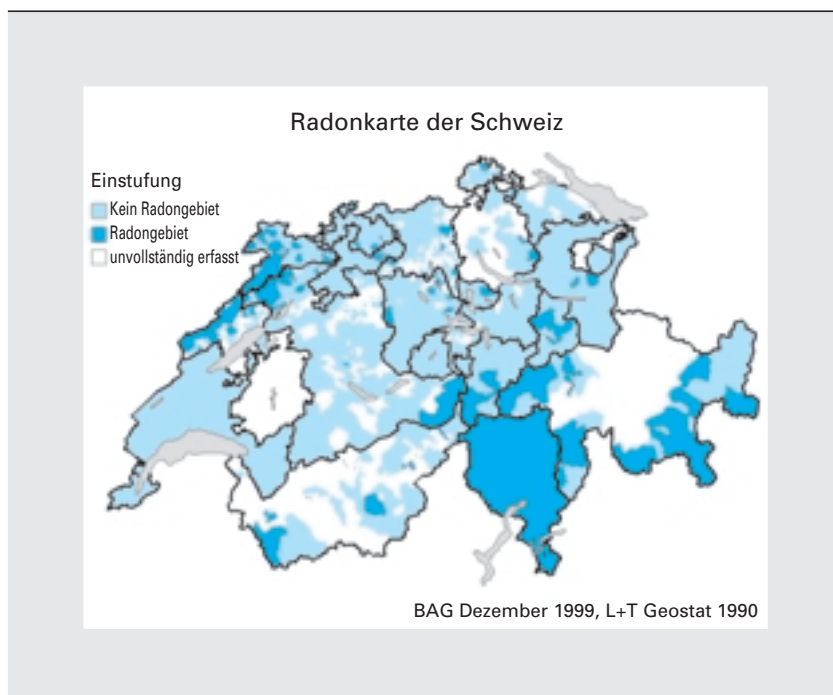 Radonkarte der Schweiz
Einstufung
Kein Radongebiet
Radongebiet
unvollständig erfasst
BAG Dezember 1999, L+T Geostat 1990